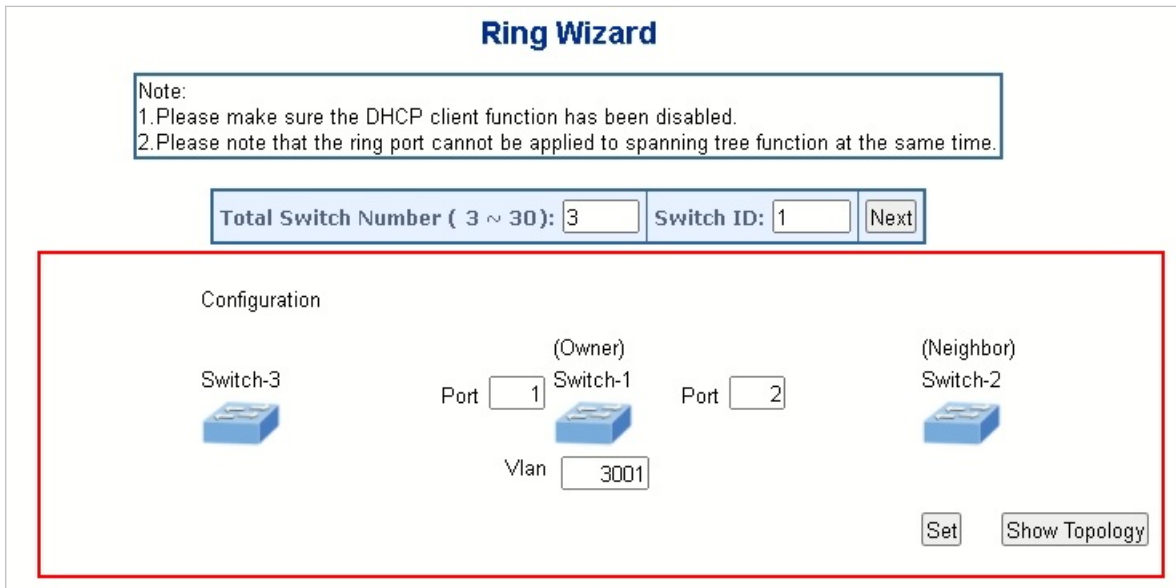 Ring Wizard
Note:
1.Please make sure the DHCP client function has been disabled.
2.Please note that the ring port cannot be applied to spanning tree function at the same time.
Total Switch Number ( 3 ~ 30): 3 Switch ID: 1 Next
Configuration
(Owner) (Neighbor)
Switch-3 Port 1 Switch-1 Port 2 Switch-2
Vlan 3001
Set Show Topology